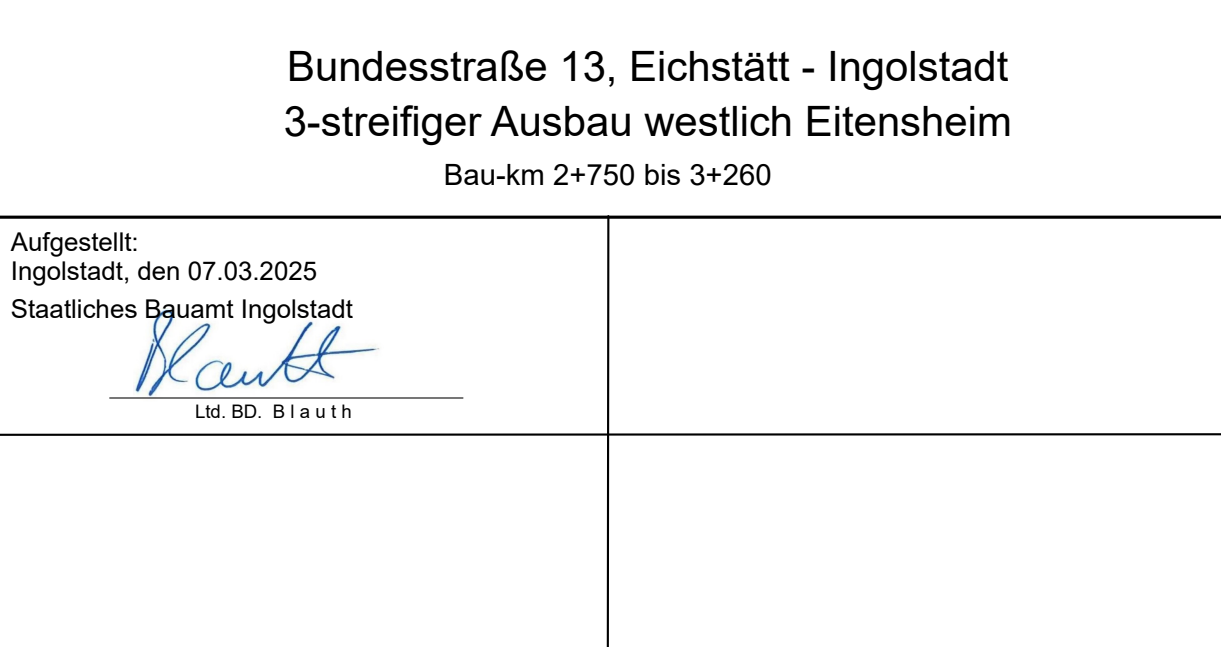 Bundesstraße 13, Eichstätt - Ingolstadt
3-streifiger Ausbau westlich Eitensheim
Bau-km 2+750 bis 3+260
Aufgestellt:
Ingolstadt, den 07.03.2025
Staatliches Bauamt Ingolstadt
Blauth
Ltd. BD. B l a u t h